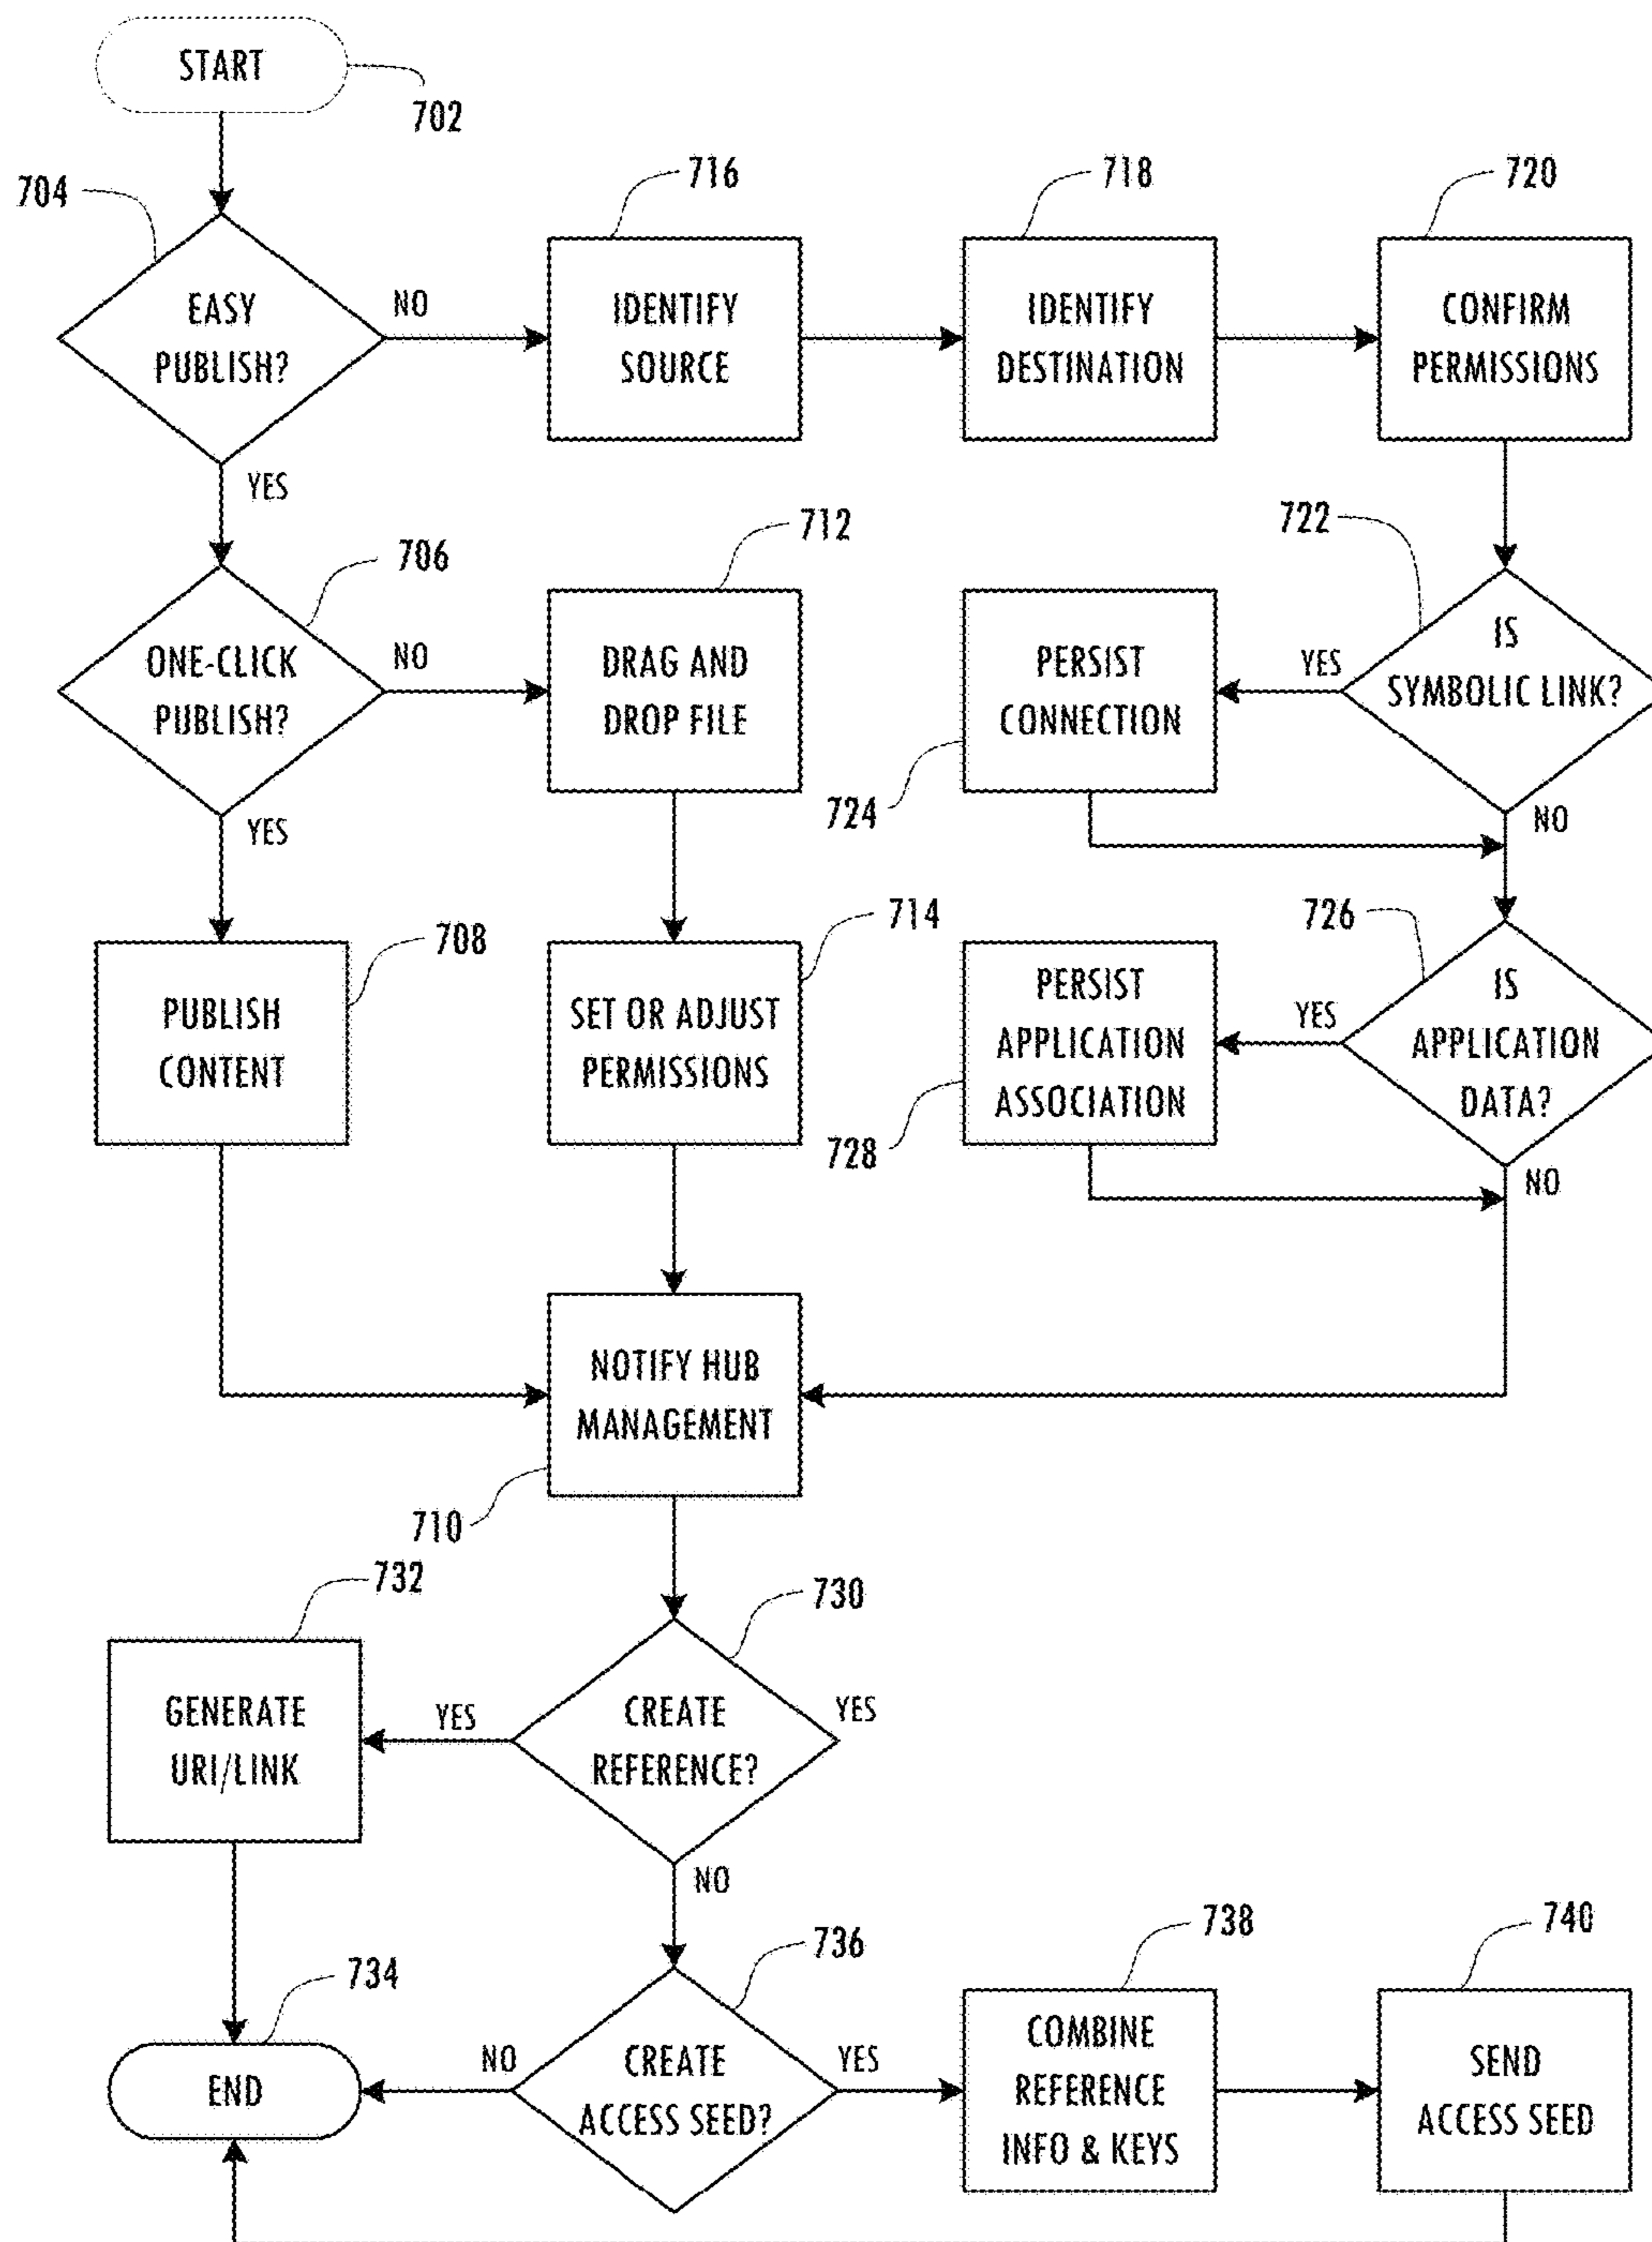 START
702
704
716
718
720
EASY
PUBLISH?
NO
YES
IDENTIFY
SOURCE
IDENTIFY
DESTINATION
CONFIRM
PERMISSIONS
706
712
722
ONE-CLICK
PUBLISH?
NO
YES
DRAG AND
DROP FILE
PERSIST
CONNECTION
724
YES
IS
SYMBOLIC LINK?
NO
708
714
726
PUBLISH
CONTENT
SET OR ADJUST
PERMISSIONS
PERSIST
APPLICATION
ASSOCIATION
728
YES
IS
APPLICATION
DATA?
NO
NOTIFY HUB
MANAGEMENT
710
732
730
GENERATE
URI/LINK
YES
CREATE
REFERENCE?
YES
NO
734
736
738
740
END
NO
CREATE
ACCESS SEED?
YES
COMBINE
REFERENCE
INFO & KEYS
SEND
ACCESS SEED